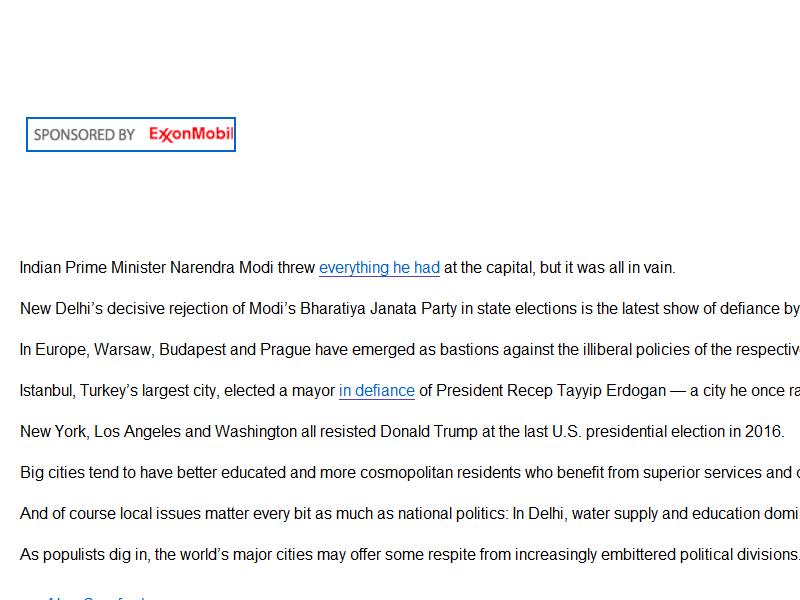 SPONSORED BY ExxonMobil
Indian Prime Minister Narendra Modi threw everything he had at the capital, but it was all in vain.
New Delhi’s decisive rejection of Modi’s Bharatiya Janata Party in state elections is the latest show of defiance by
In Europe, Warsaw, Budapest and Prague have emerged as bastions against the illiberal policies of the
Istanbul, Turkey’s largest city, elected a mayor in defiance of President Recep Tayyip Erdogan — a city he once
New York, Los Angeles and Washington all resisted Donald Trump at the last U.S. presidential election in 2016.
Big cities tend to have better educated and more cosmopolitan residents who benefit from superior services and
And of course local issues matter every bit as much as national politics: In Delhi, water supply and education
As populists dig in, the world’s major cities may offer some respite from increasingly embittered political divisions.